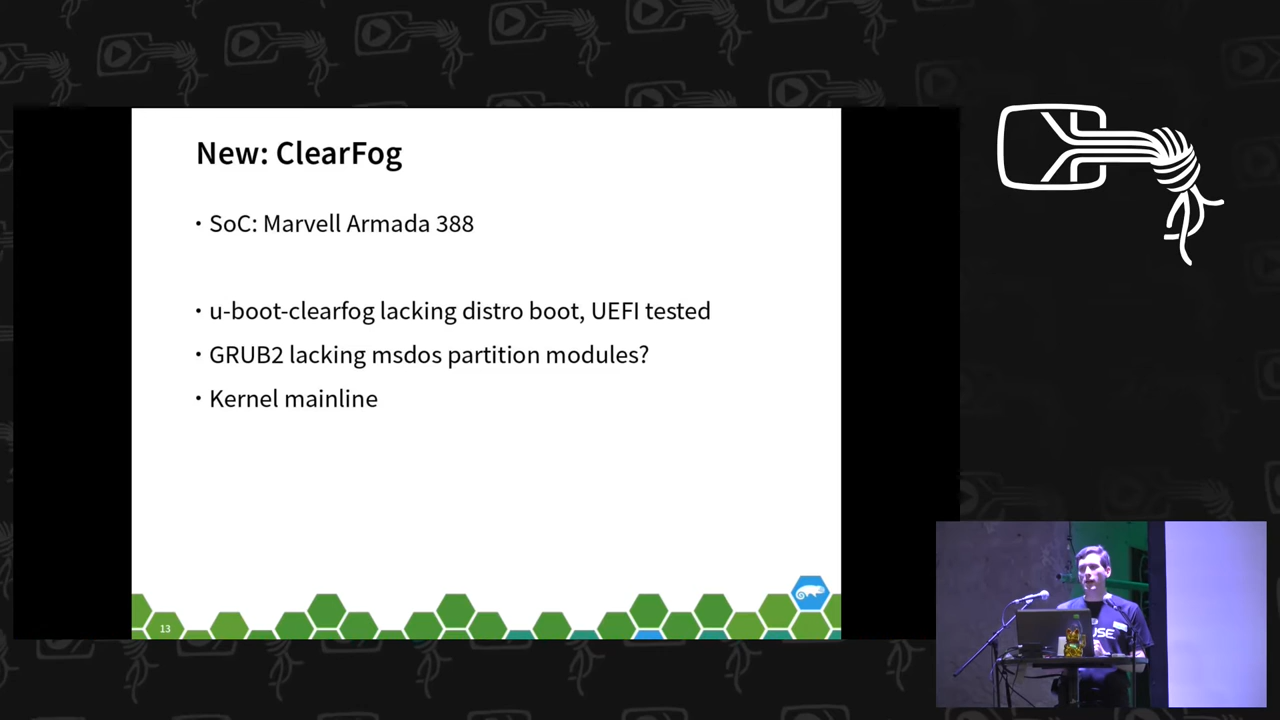 New: ClearFog
• SoC: Marvell Armada 388
• u-boot-clearfog lacking distro boot, UEFI tested
• GRUB2 lacking msdos partition modules?
• Kernel mainline
13
USE